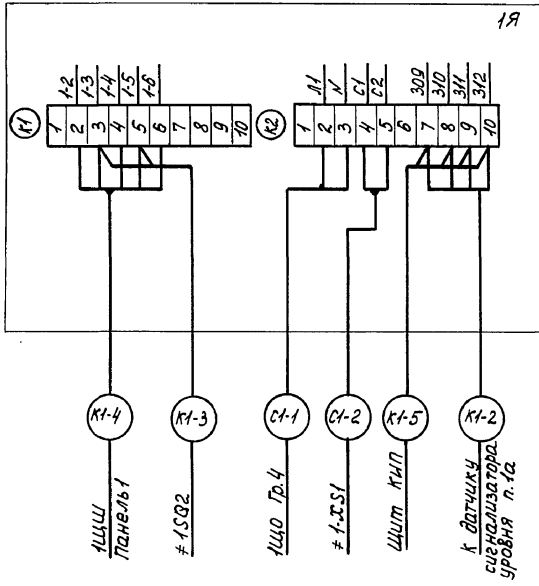 1Я
1-2
1-3
1-4
1-5
1-6
Л1
N
С1
С2
309
310
311
312
К1
1 2 3 4 5 6 7 8 9 10
К2
1 2 3 4 5 6 7 8 9 10
К1-4
К1-3
С1-1
С1-2
К1-5
К1-2
1ЩСШ
Панель1
≠1SQ2
1ЩО Гр.4
≠1-XS1
Щит КИП
К датчику
сигнализатора
уровня п.1а